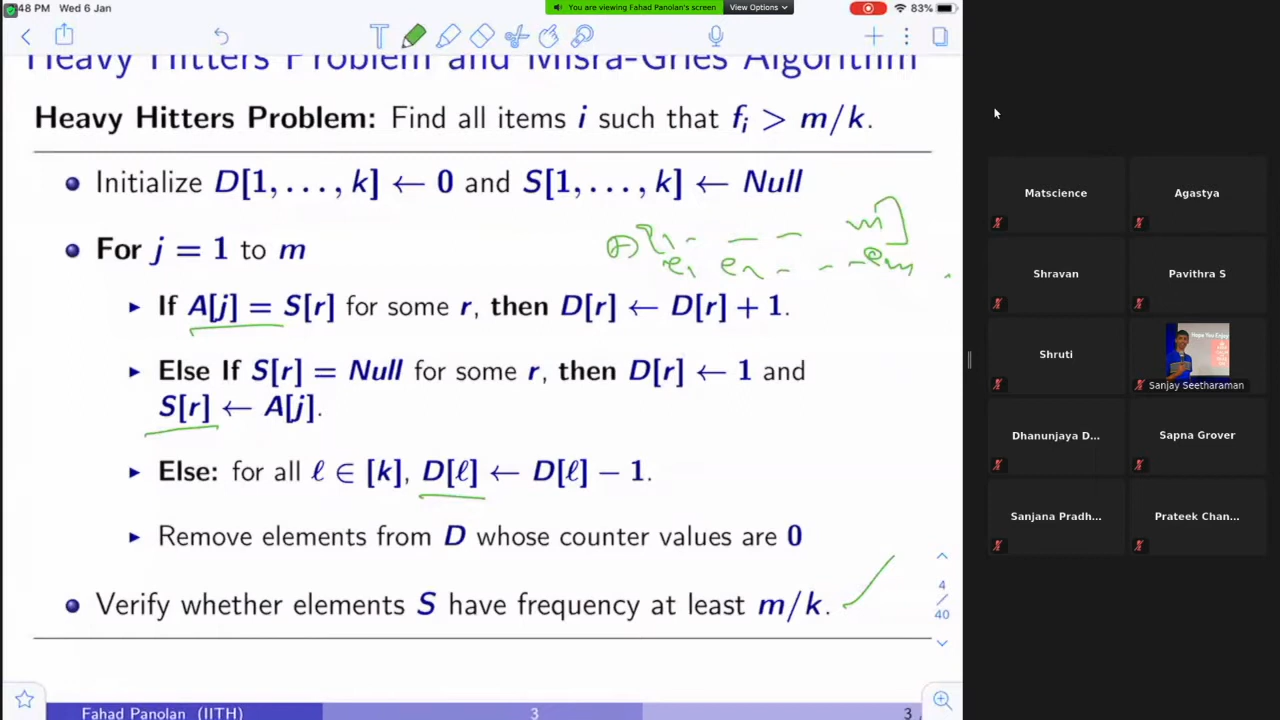 :48 PM Wed 6 Jan
You are viewing Fahad Panolan's screen
View Options
83%
Heavy Hitters Problem and Misra-Gries Algorithm
Heavy Hitters Problem: Find all items i such that fᵢ > m/k.
Initialize D[1, . . . , k] ← 0 and S[1, . . . , k] ← Null
For j = 1 to m
If A[j] = S[r] for some r, then D[r] ← D[r] + 1.
Else If S[r] = Null for some r, then D[r] ← 1 and
S[r] ← A[j].
Else: for all ℓ ∈ [k], D[ℓ] ← D[ℓ] − 1.
Remove elements from D whose counter values are 0
Verify whether elements S have frequency at least m/k.
4
/
40
Fahad Panolan (IITH)
3
3
Matscience
Agastya
Shravan
Pavithra S
Shruti
Hope You Enjoy
Sanjay Seetharaman
Dhanunjaya D...
Sapna Grover
Sanjana Pradh...
Prateek Chan...